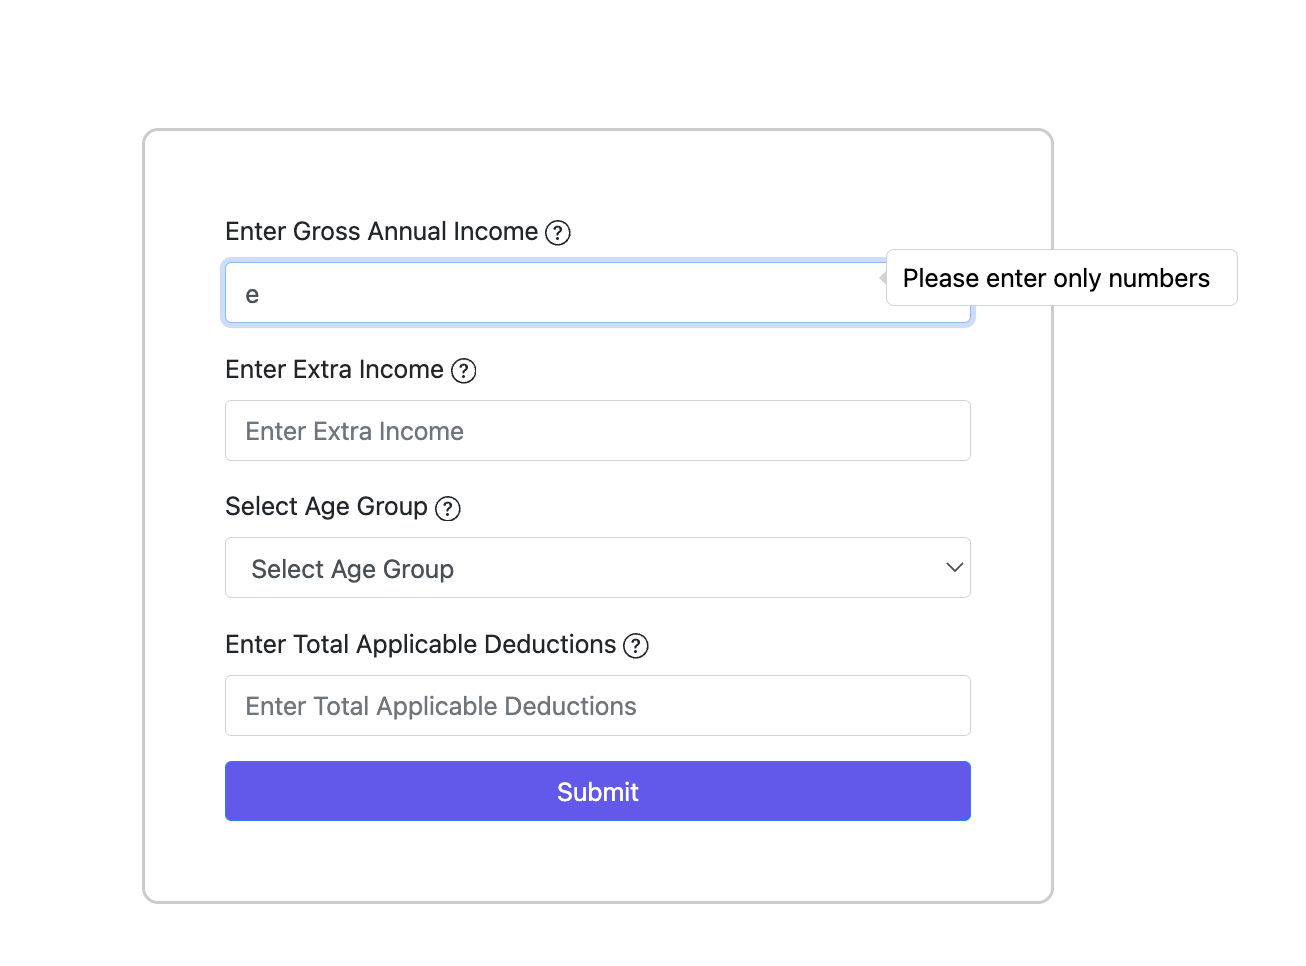 Enter Gross Annual Income ?
Please enter only numbers
e
Enter Extra Income ?
Enter Extra Income
Select Age Group ?
Select Age Group
Enter Total Applicable Deductions ?
Enter Total Applicable Deductions
Submit